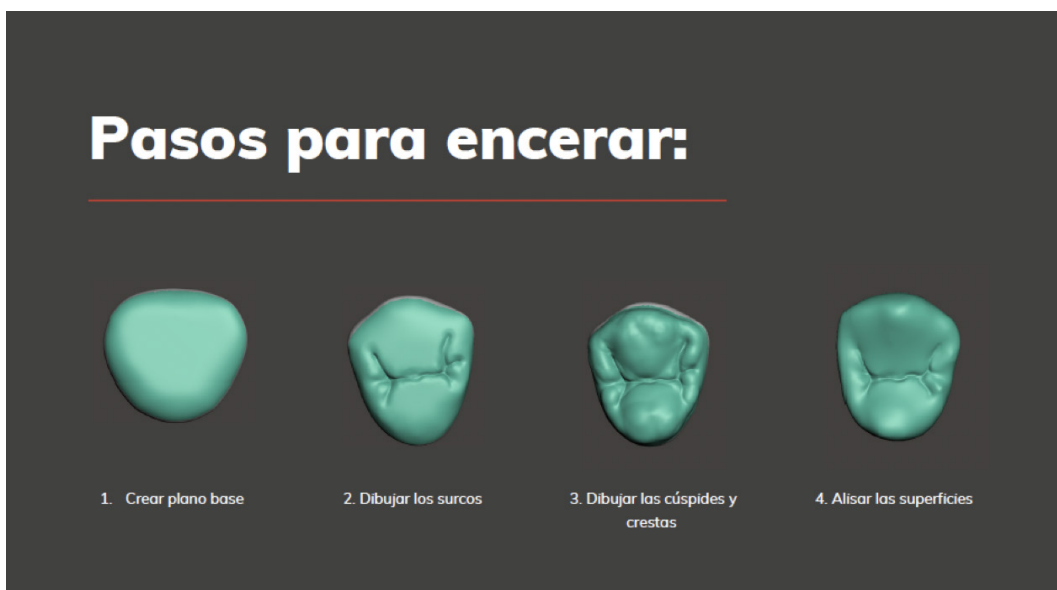 Pasos para encerar:
1. Crear plano base
2. Dibujar los surcos
3. Dibujar las cúspides y
crestas
4. Alisar las superficies